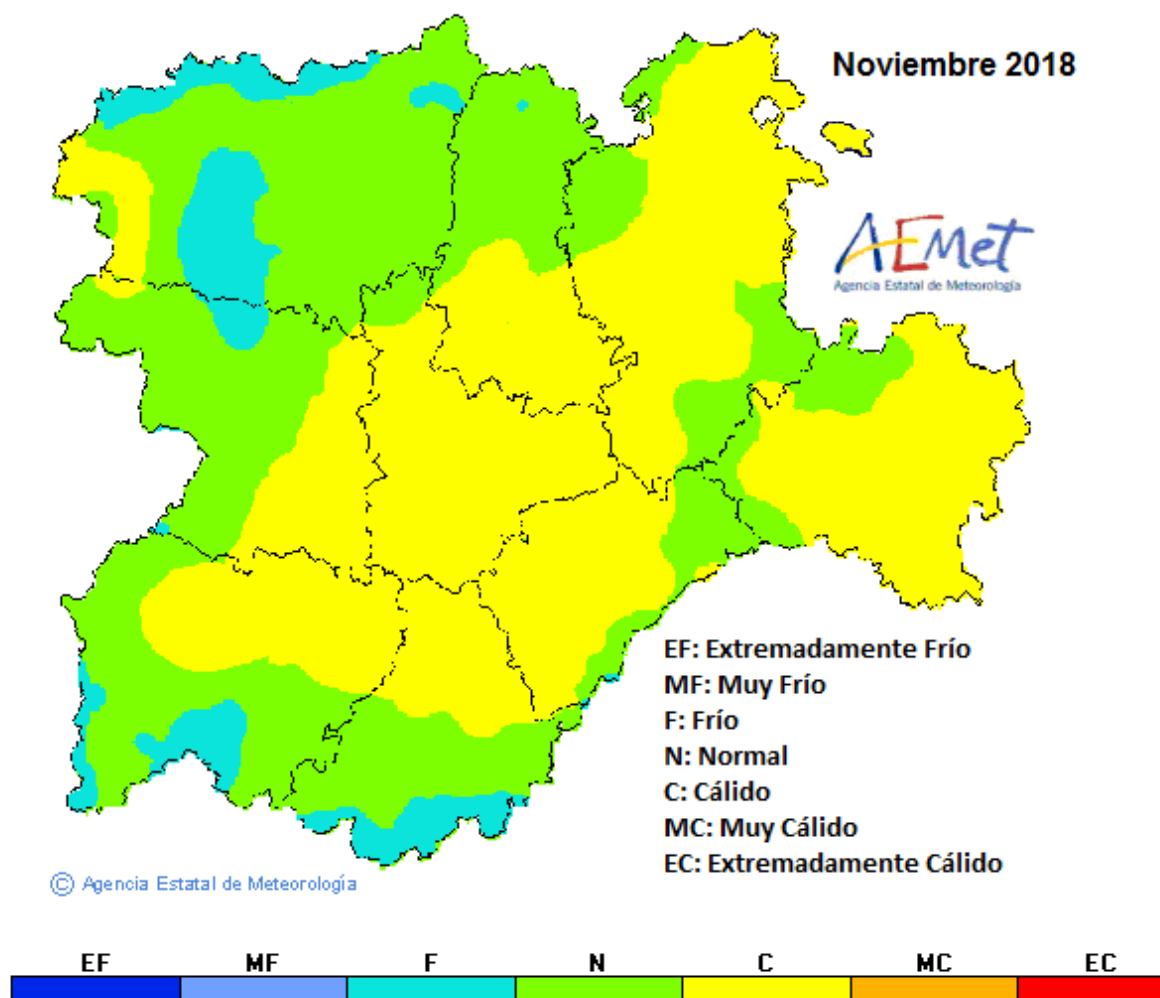 Noviembre 2018
AEMet
Agencia Estatal de Meteorología
EF: Extremadamente Frío
MF: Muy Frío
F: Frío
N: Normal
C: Cálido
MC: Muy Cálido
EC: Extremadamente Cálido
© Agencia Estatal de Meteorología
EF MF F N C MC EC